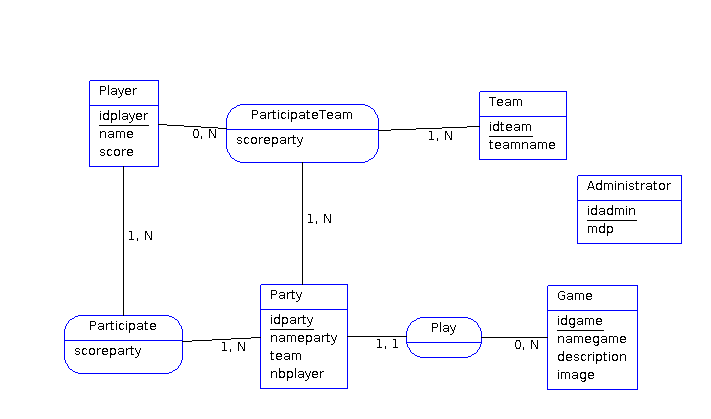 Player
idplayer
name
score
0, N
ParticipateTeam
scoreparty
1, N
Team
idteam
teamname
Administrator
idadmin
mdp
1, N
1, N
Participate
scoreparty
1, N
Party
idparty
nameparty
team
nbplayer
1, 1
Play
0, N
Game
idgame
namegame
description
image